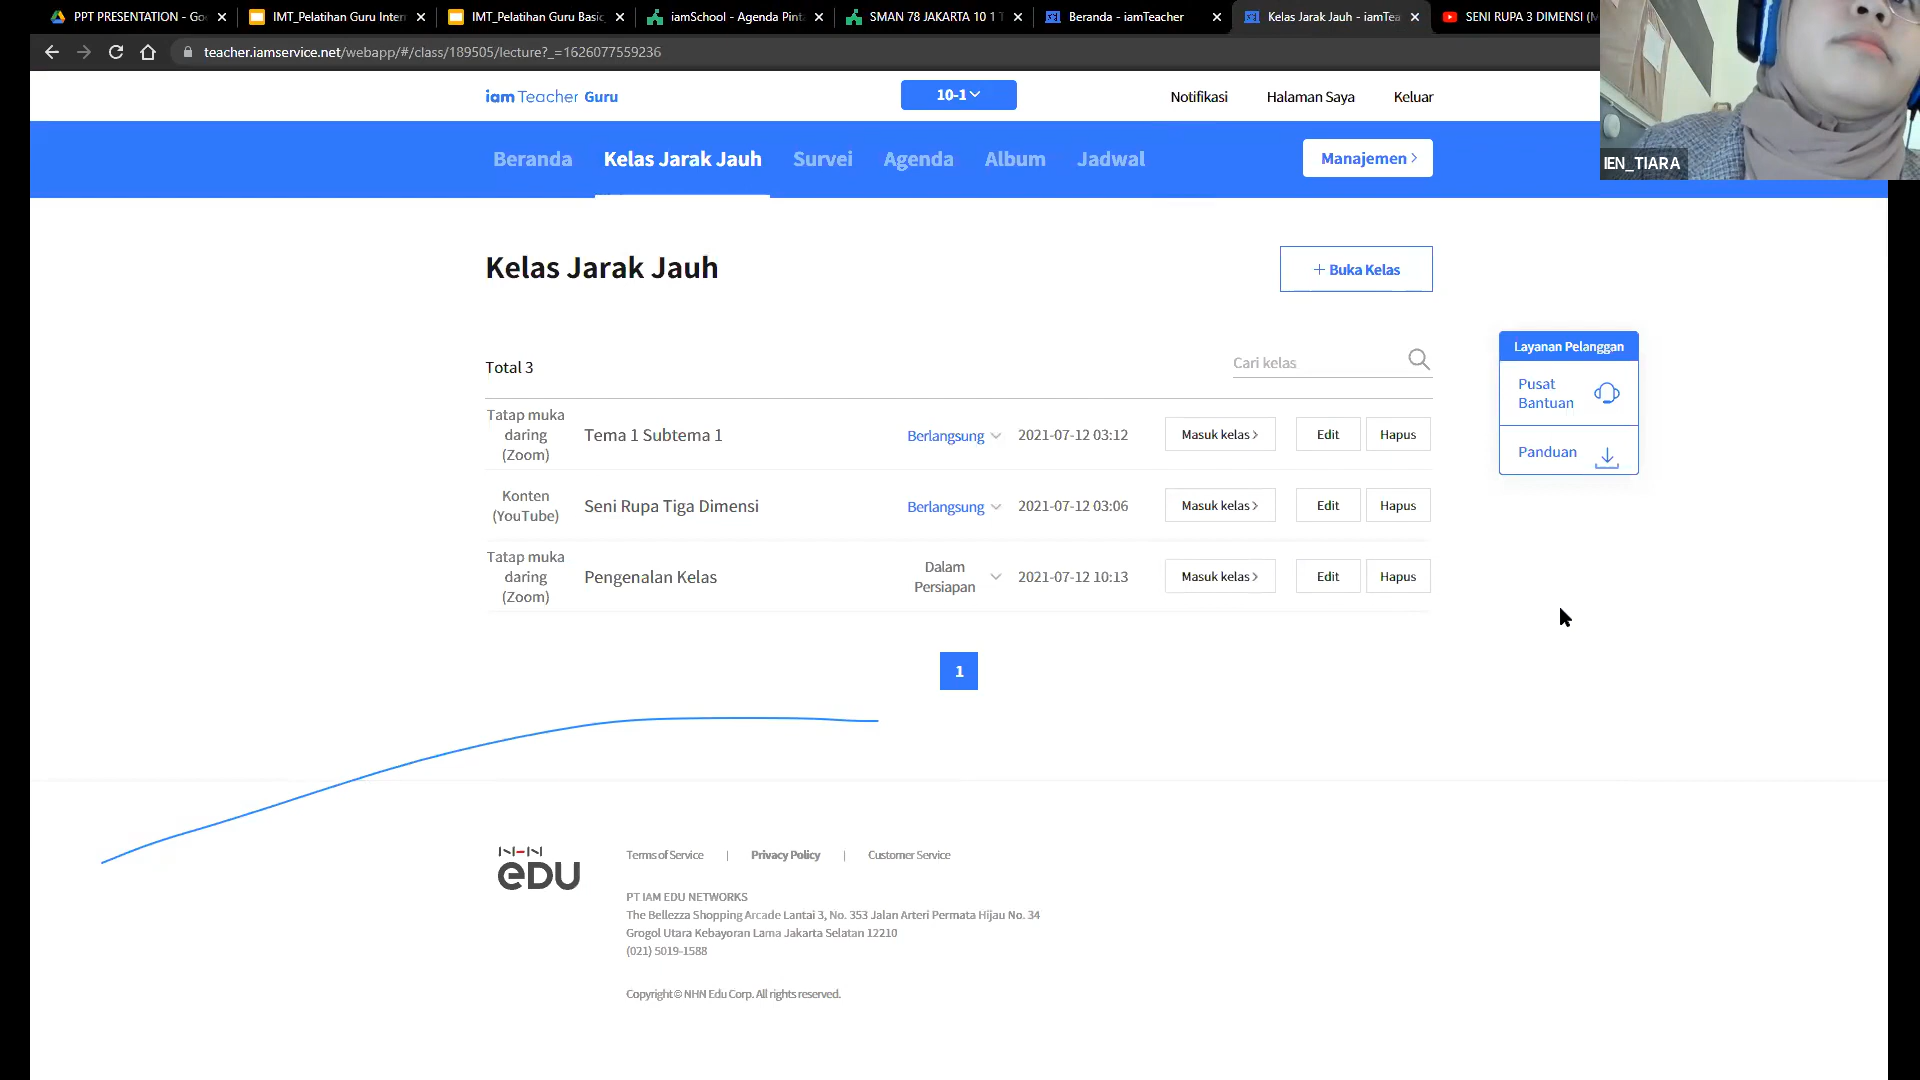 PPT PRESENTATION - Go
IMT_Pelatihan Guru Intern
IMT_Pelatihan Guru Basic
iamSchool - Agenda Pint
SMAN 78 JAKARTA 10 1 T
Beranda - iamTeacher
Kelas Jarak Jauh - iamTea
SENI RUPA 3 DIMENSI (M
teacher.iamservice.net/webapp/#/class/189505/lecture?_=1626077559236
IEN_TIARA
iam Teacher Guru
10-1
Notifikasi
Halaman Saya
Keluar
Beranda
Kelas Jarak Jauh
Survei
Agenda
Album
Jadwal
Manajemen >
Kelas Jarak Jauh
+ Buka Kelas
Total 3
Cari kelas
Tatap muka
daring
(Zoom)
Tema 1 Subtema 1
Berlangsung
2021-07-12 03:12
Masuk kelas >
Edit
Hapus
Konten
(YouTube)
Seni Rupa Tiga Dimensi
Berlangsung
2021-07-12 03:06
Masuk kelas >
Edit
Hapus
Tatap muka
daring
(Zoom)
Pengenalan Kelas
Dalam
Persiapan
2021-07-12 10:13
Masuk kelas >
Edit
Hapus
1
Layanan Pelanggan
Pusat
Bantuan
Panduan
NHN
eDU
Terms of Service | Privacy Policy | Customer Service
PT IAM EDU NETWORKS
The Bellezza Shopping Arcade Lantai 3, No. 353 Jalan Arteri Permata Hijau No. 34
Grogol Utara Kebayoran Lama Jakarta Selatan 12210
(021) 5019-1588
Copyright © NHN Edu Corp. All rights reserved.